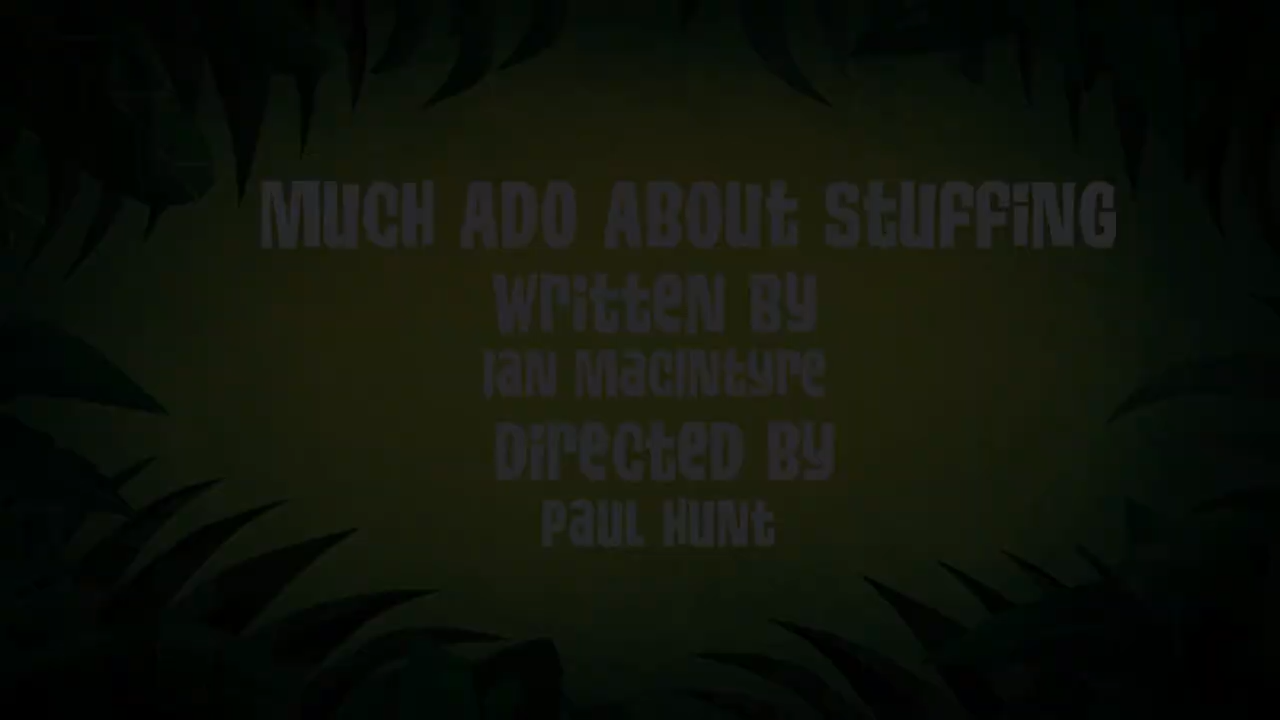 Much Ado About Stuffing
Written By
Ian MacIntyre
Directed By
Paul Hunt